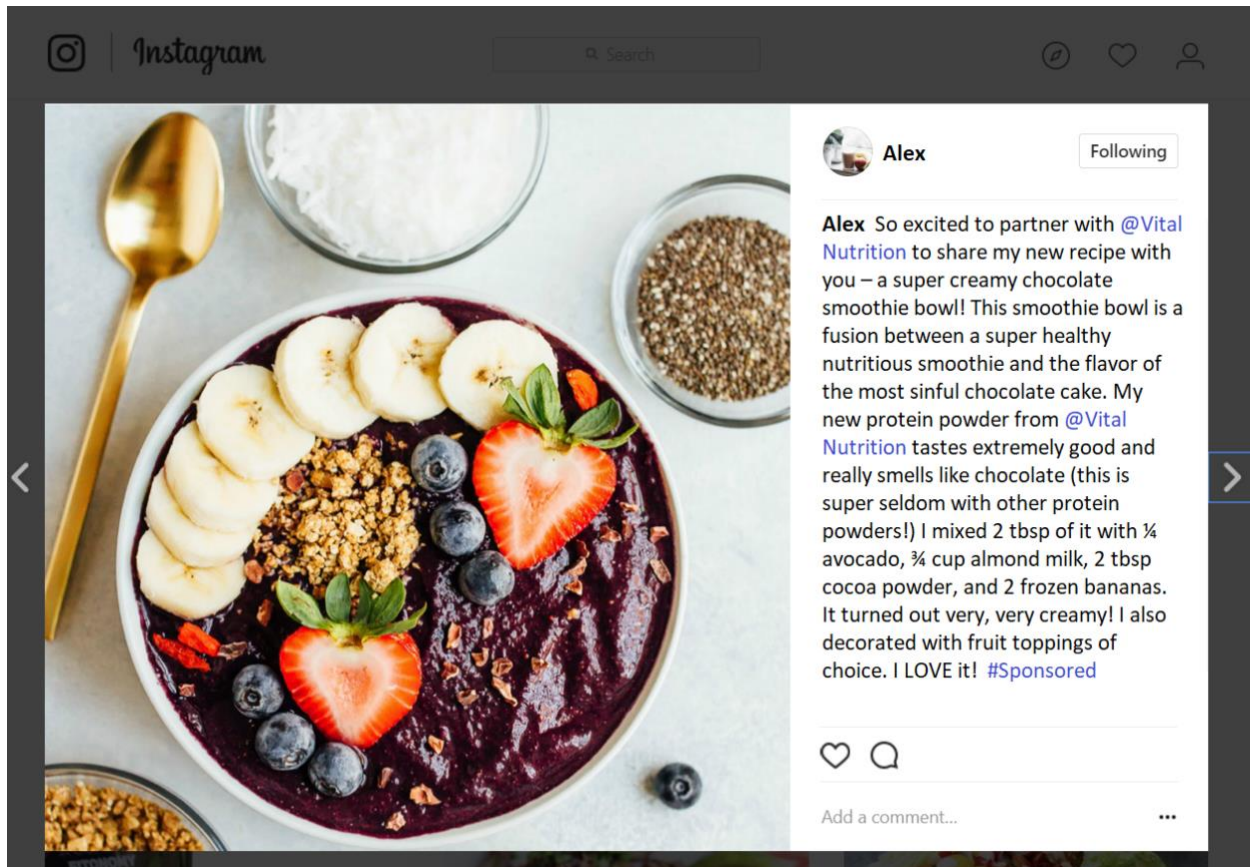 Instagram
Search
Alex
Following
Alex So excited to partner with @Vital
Nutrition to share my new recipe with
you – a super creamy chocolate
smoothie bowl! This smoothie bowl is a
fusion between a super healthy
nutritious smoothie and the flavor of
the most sinful chocolate cake. My
new protein powder from @Vital
Nutrition tastes extremely good and
really smells like chocolate (this is
super seldom with other protein
powders!) I mixed 2 tbsp of it with ¼
avocado, ¾ cup almond milk, 2 tbsp
cocoa powder, and 2 frozen bananas.
It turned out very, very creamy! I also
decorated with fruit toppings of
choice. I LOVE it! #Sponsored
Add a comment...